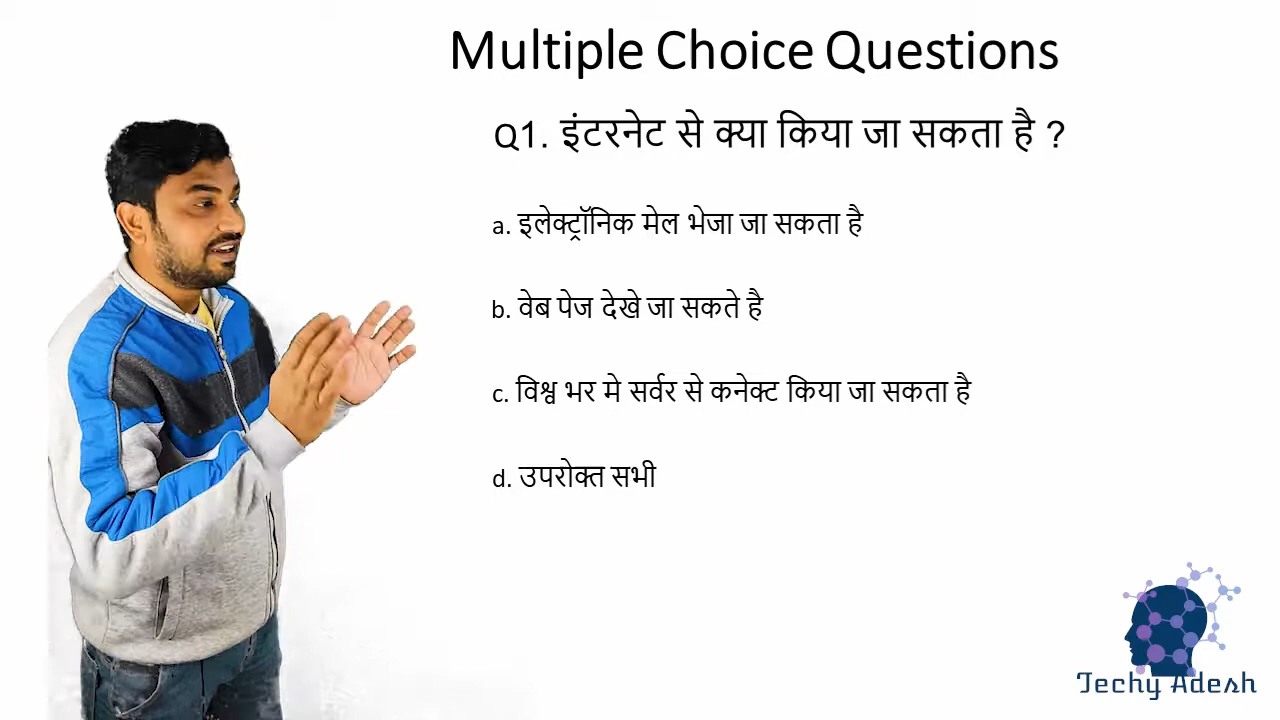 Multiple Choice Questions
Q1. इंटरनेट से क्या किया जा सकता है ?
a. इलेक्ट्रॉनिक मेल भेजा जा सकता है
b. वेब पेज देखे जा सकते है
c. विश्व भर मे सर्वर से कनेक्ट किया जा सकता है
d. उपरोक्त सभी
Techy Adesh